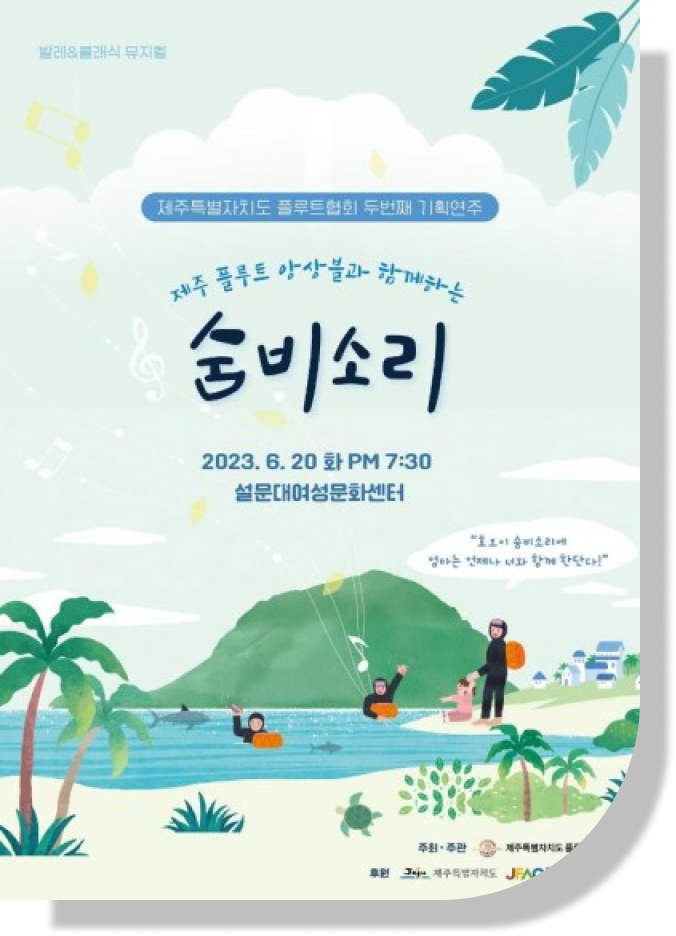 발레&클래식 뮤지컬
제주특별자치도 플루트협회 두번째 기획연주
제주 플루트 앙상블과 함께하는
숨비소리
2023. 6. 20 화 PM 7:30
설문대여성문화센터
"호오이 숨비소리에
엄마는 언제나 너와 함께 한단다!"
주최·주관 제주특별자치도 플
후원 Jeju 제주특별자치도 JFAC